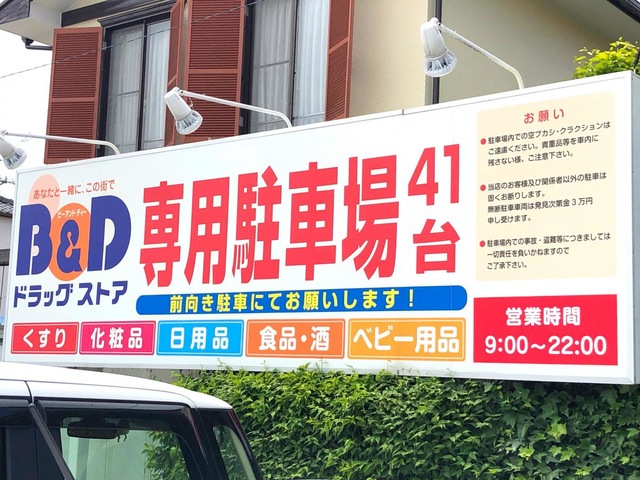 あなたと一緒に、この街で
ビーアンドディー
B&D
ドラッグストア
専用駐車場41台
前向き駐車にてお願いします!
くすり
化粧品
日用品
食品・酒
ベビー用品
お願い
●駐車場内での空ブカシ・クラクションは
ご遠慮ください。貴重品等を車内に
残さない様、ご注意下さい。
●当店のお客様及び関係者以外の駐車は
固くお断りします。
無断駐車車両は発見次第金3万円
申し受けます。
●駐車場内での事故・盗難等につきましては
一切責任を負いかねますので
ご了承下さい。
営業時間
9:00～22:00